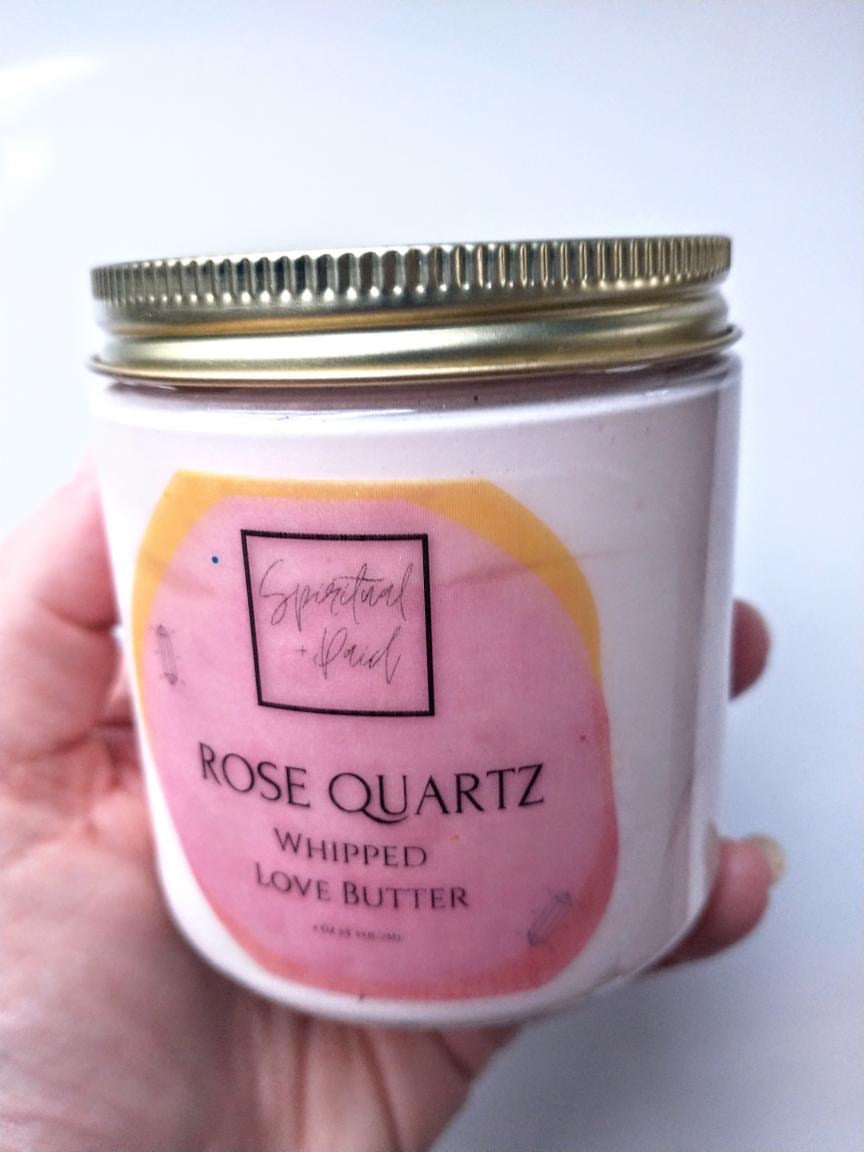 Spiritual
+ Paid
ROSE QUARTZ
WHIPPED
LOVE BUTTER